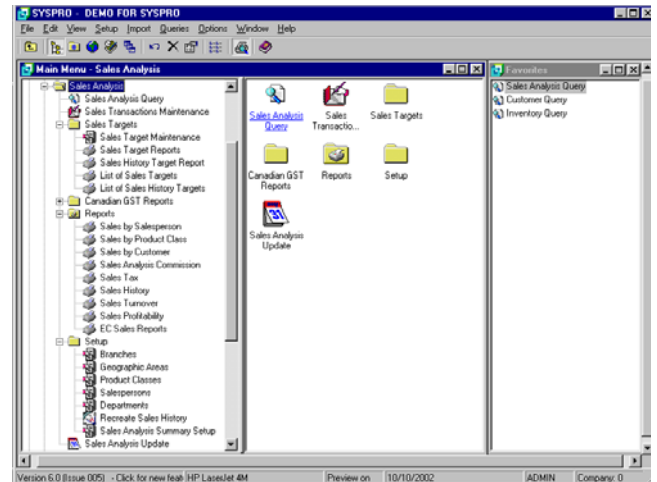 SYSPRO - DEMO FOR SYSPRO
File Edit View Setup Import Queries Options Window Help
Main Menu - Sales Analysis
Sales Analysis
Sales Analysis Query
Sales Transactions Maintenance
Sales Targets
Sales Target Maintenance
Sales Target Reports
Sales History Target Report
List of Sales Targets
List of Sales History Targets
Canadian GST Reports
Reports
Sales by Salesperson
Sales by Product Class
Sales by Customer
Sales Analysis Commission
Sales Tax
Sales History
Sales Turnover
Sales Profitability
EC Sales Reports
Setup
Branches
Geographic Areas
Product Classes
Salespersons
Departments
Recreate Sales History
Sales Analysis Summary Setup
Sales Analysis Update
Sales Analysis
Query
Sales
Transactio...
Sales Targets
Canadian GST
Reports
Reports
Setup
31
Sales Analysis
Update
Favorites
Sales Analysis Query
Customer Query
Inventory Query
Version 6.0 (Issue 005) - Click for new feat HP LaserJet 4M Preview on 10/10/2002 ADMIN Company: 0